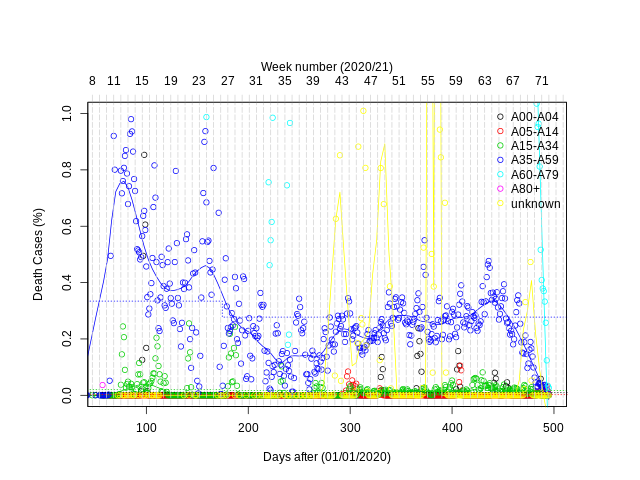 Week number (2020/21)
8 11 15 19 23 27 31 35 39 43 47 51 55 59 63 67 71
Death Cases (%)
1.0
0.8
0.6
0.4
0.2
0.0
A00-A04
A05-A14
A15-A34
A35-A59
A60-A79
A80+
unknown
100 200 300 400 500
Days after (01/01/2020)